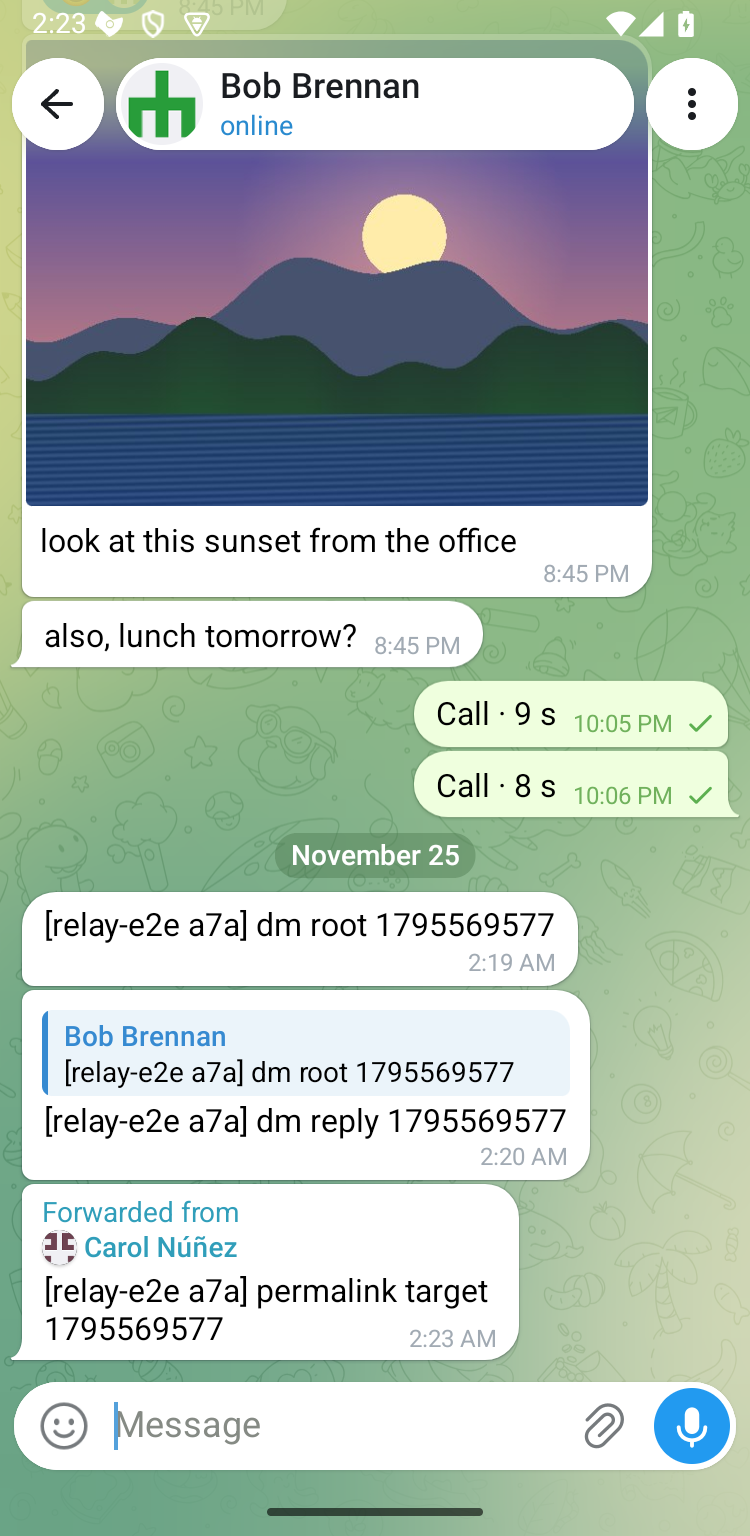 2:23
8:45 PM
Bob Brennan
online
look at this sunset from the office
8:45 PM
also, lunch tomorrow? 8:45 PM
Call · 9 s 10:05 PM
Call · 8 s 10:06 PM
November 25
[relay-e2e a7a] dm root 1795569577
2:19 AM
Bob Brennan
[relay-e2e a7a] dm root 1795569577
[relay-e2e a7a] dm reply 1795569577
2:20 AM
Forwarded from
Carol Núñez
[relay-e2e a7a] permalink target
1795569577 2:23 AM
Message